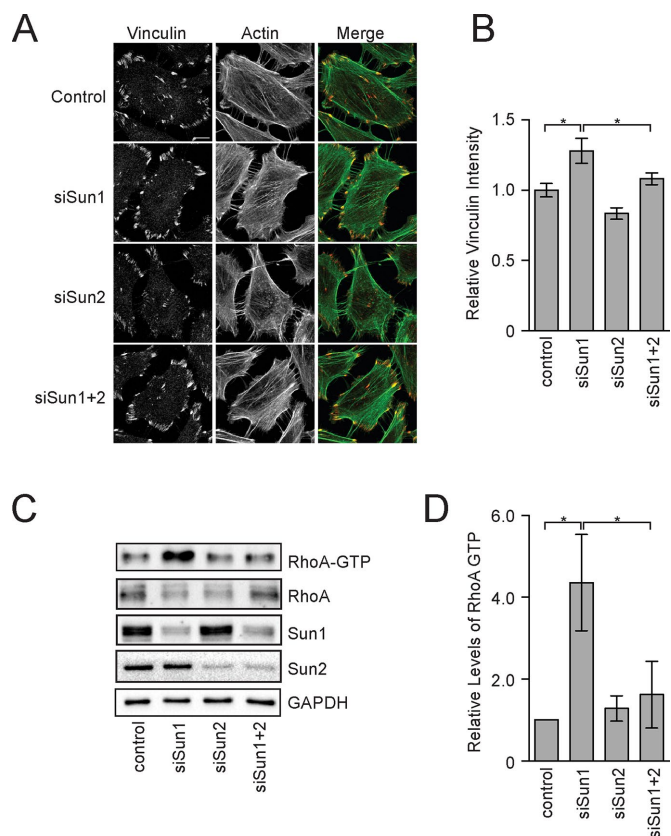 A
Vinculin Actin Merge
Control
siSun1
siSun2
siSun1+2
B
Relative Vinculin Intensity
1.5
1.0
0.5
0
* *
control siSun1 siSun2 siSun1+2
C
RhoA-GTP
RhoA
Sun1
Sun2
GAPDH
control siSun1 siSun2 siSun1+2
D
Relative Levels of RhoA GTP
6.0
4.0
2.0
0
* *
control siSun1 siSun2 siSun1+2